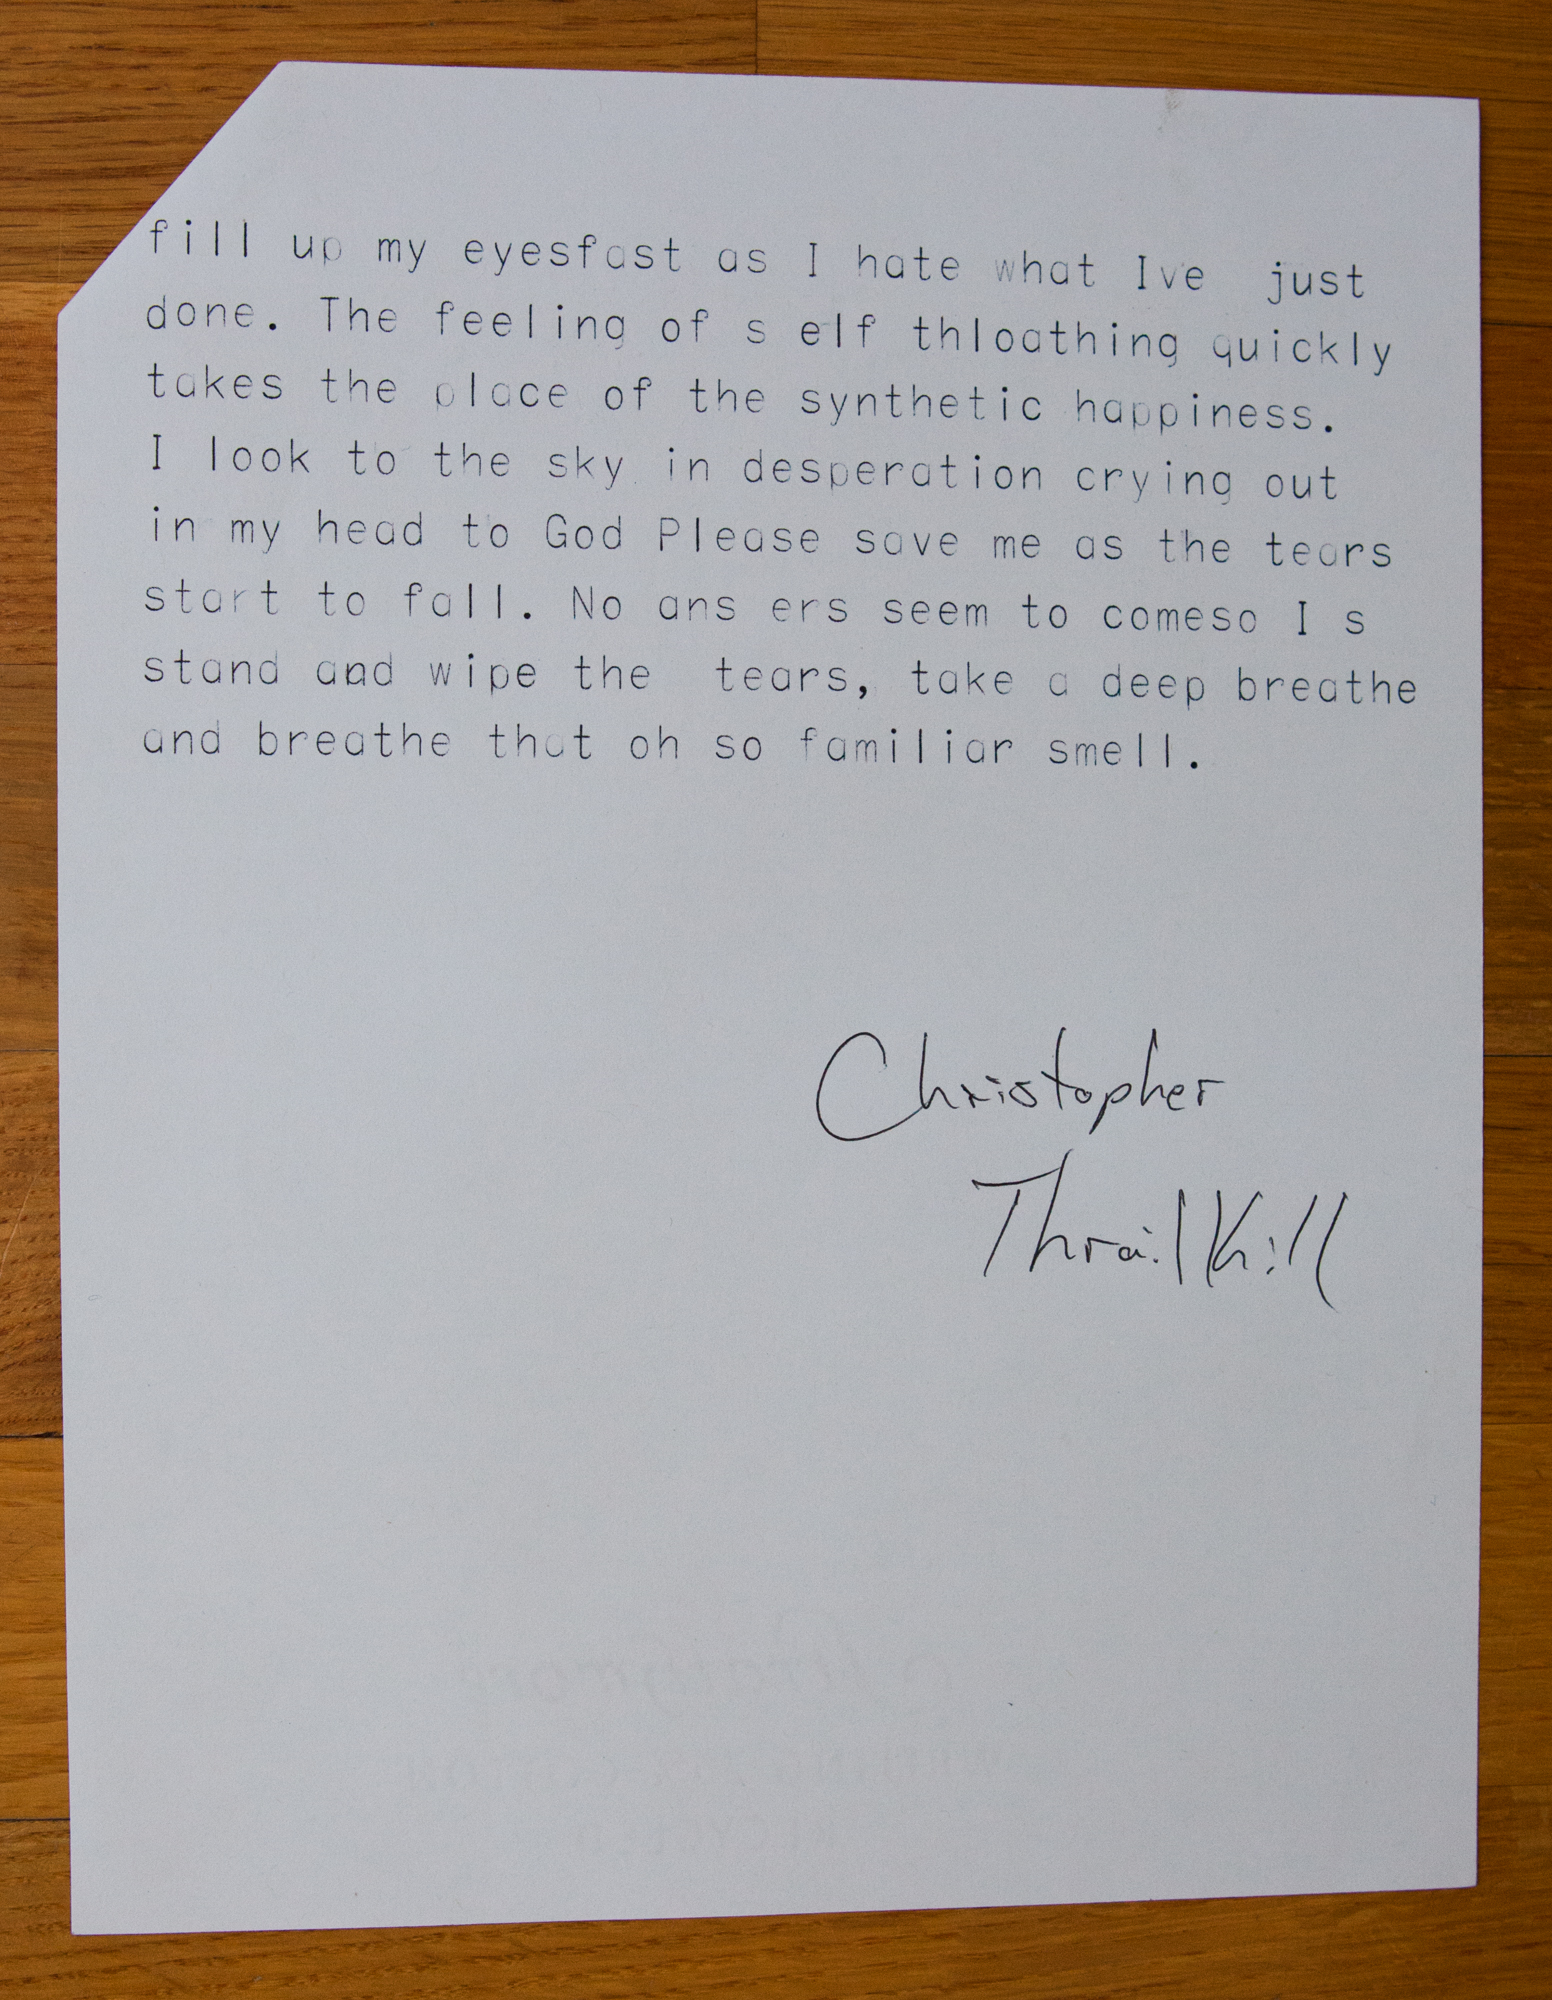 fill up my eyesfast as I hate what Ive  just
done. The feeling of s elf thloathing quickly
takes the place of the synthetic happiness.
I look to the sky in desperation crying out
in my head to God Please save me as the tears
start to fall. No ans ers seem to comeso I s
stand and wipe the  tears, take a deep breathe
and breathe that oh so familiar smell.
Christopher
ThrailKill